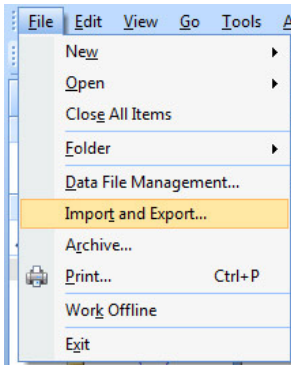 File Edit View Go Tools A
New
Open
Close All Items
Folder
Data File Management...
Import and Export...
Archive...
Print... Ctrl+P
Work Offline
Exit